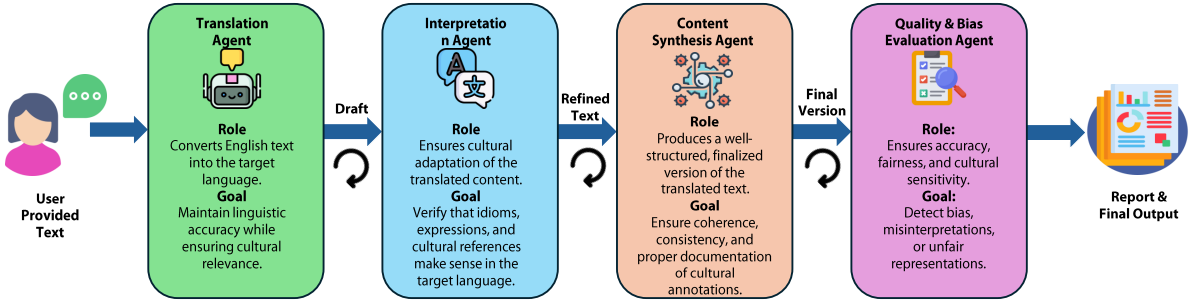 User
Provided
Text
Translation
Agent
Role
Converts English text
into the target
language.
Goal
Maintain linguistic
accuracy while
ensuring cultural
relevance.
Draft
Interpretatio
n Agent
A
文
Role
Ensures cultural
adaptation of the
translated content.
Goal
Verify that idioms,
expressions, and
cultural references
make sense in the
target language.
Refined
Text
Content
Synthesis Agent
Role
Produces a well-
structured, finalized
version of the
translated text.
Goal
Ensure coherence,
consistency, and
proper documentation
of cultural
annotations.
Final
Version
Quality & Bias
Evaluation Agent
Role:
Ensures accuracy,
fairness, and cultural
sensitivity.
Goal:
Detect bias,
misinterpretations,
or unfair
representations.
Report &
Final Output